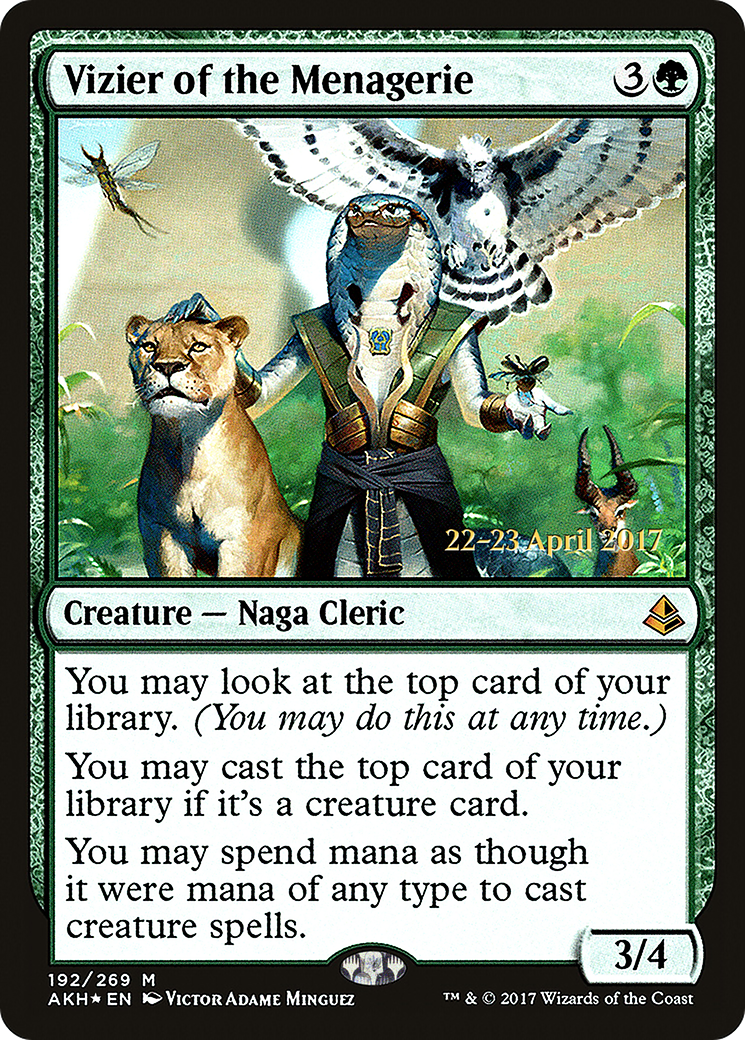 Vizier of the Menagerie 3
22–23 April 2017
Creature — Naga Cleric
You may look at the top card of your
library. (You may do this at any time.)
You may cast the top card of your
library if it's a creature card.
You may spend mana as though
it were mana of any type to cast
creature spells.
3/4
192/269 M
AKH★EN Victor Adame Minguez
™ & © 2017 Wizards of the Coast